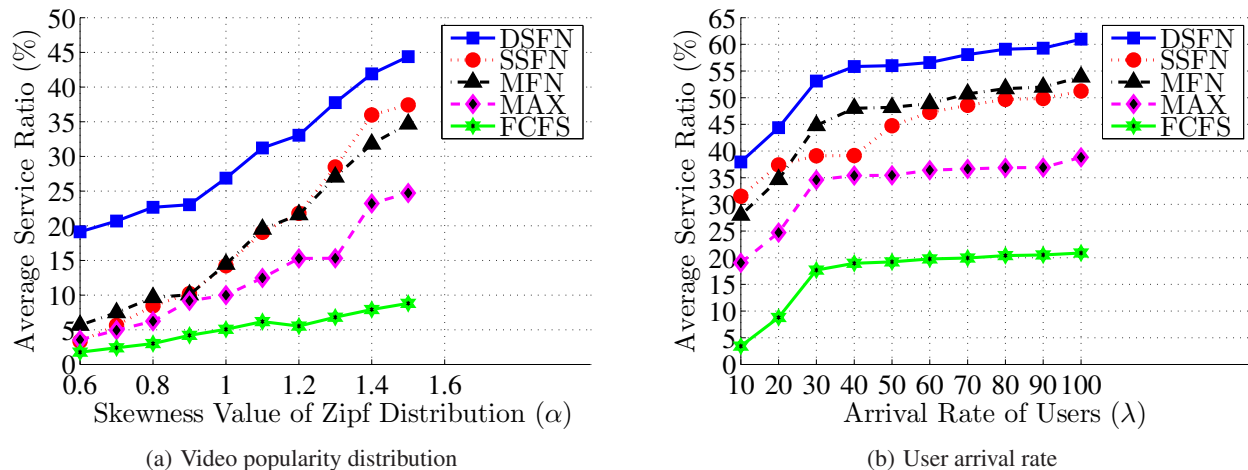 50
45
40
35
30
25
20
15
10
5
0
0.6 0.8 1 1.2 1.4 1.6
Average Service Ratio (%)
Skewness Value of Zipf Distribution (α)
DSFN
SSFN
MFN
MAX
FCFS
(a) Video popularity distribution
65
60
55
50
45
40
35
30
25
20
15
10
5
0
10 20 30 40 50 60 70 80 90 100
Average Service Ratio (%)
Arrival Rate of Users (λ)
DSFN
SSFN
MFN
MAX
FCFS
(b) User arrival rate